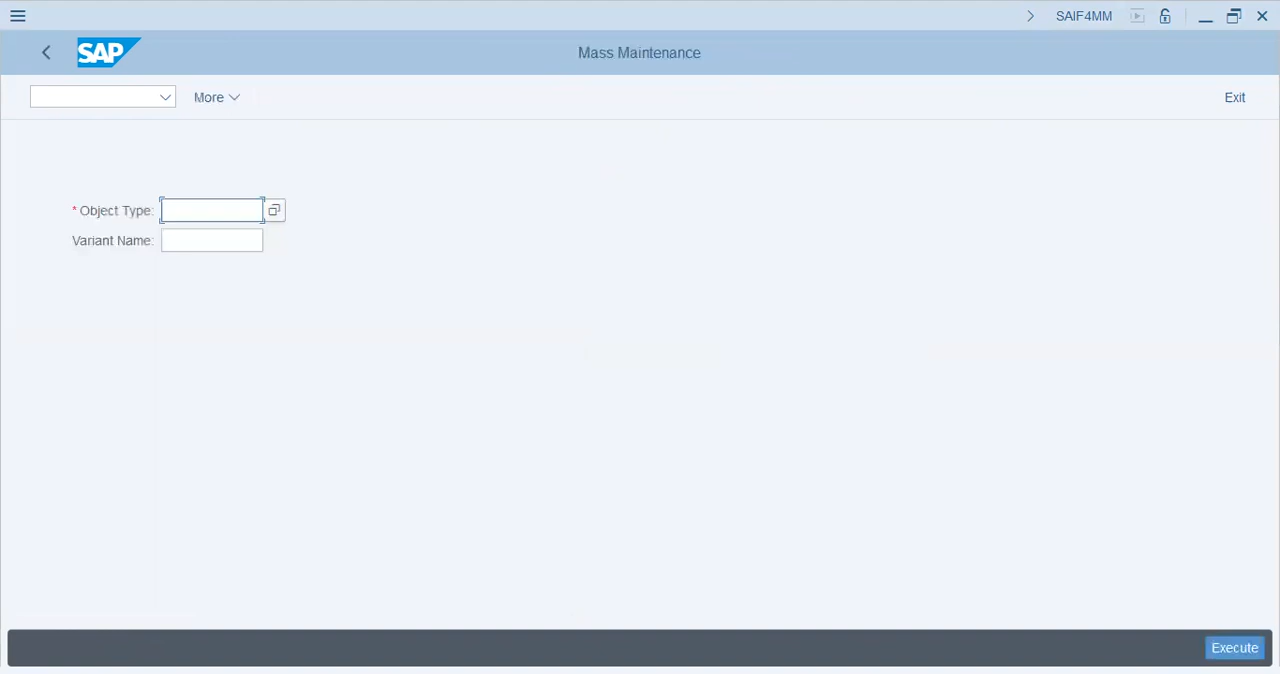 SAIF4MM
SAP
Mass Maintenance
More
Exit
* Object Type:
Variant Name:
Execute